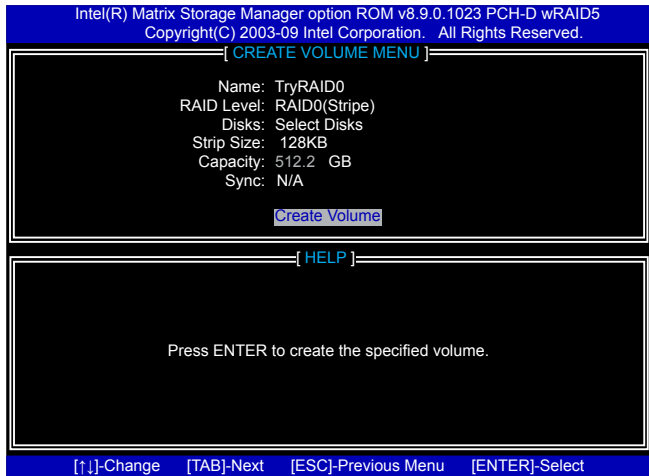 Intel(R) Matrix Storage Manager option ROM v8.9.0.1023 PCH-D wRAID5
Copyright(C) 2003-09 Intel Corporation. All Rights Reserved.
[ CREATE VOLUME MENU ]
Name: TryRAID0
RAID Level: RAID0(Stripe)
Disks: Select Disks
Strip Size: 128KB
Capacity: 512.2 GB
Sync: N/A
Create Volume
[ HELP ]
Press ENTER to create the specified volume.
[↑↓]-Change [TAB]-Next [ESC]-Previous Menu [ENTER]-Select